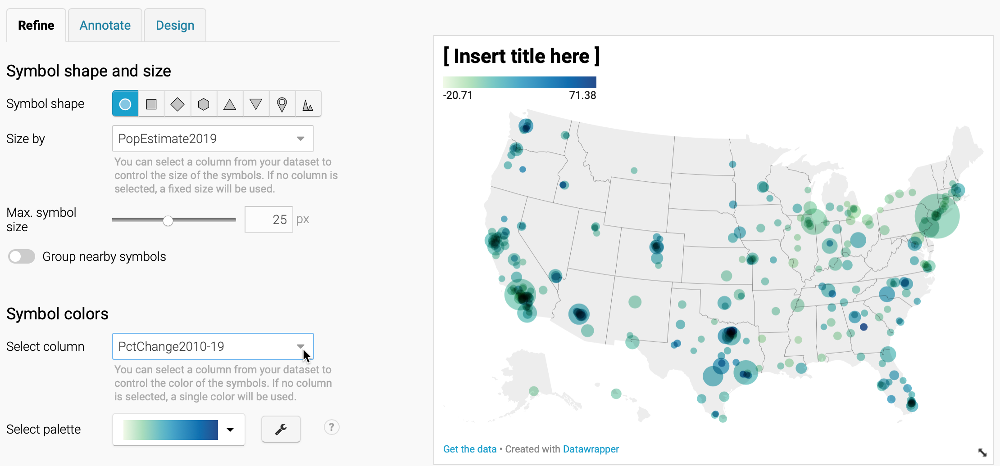 Refine
Annotate
Design
Symbol shape and size
Symbol shape
Size by
PopEstimate2019
You can select a column from your dataset to
control the size of the symbols. If no column is
selected, a fixed size will be used.
Max. symbol
size
25
px
Group nearby symbols
Symbol colors
Select column
PctChange2010-19
You can select a column from your dataset to
control the color of the symbols. If no column
is selected, a single color will be used.
Select palette
?
[ Insert title here ]
-20.71
71.38
Get the data • Created with Datawrapper